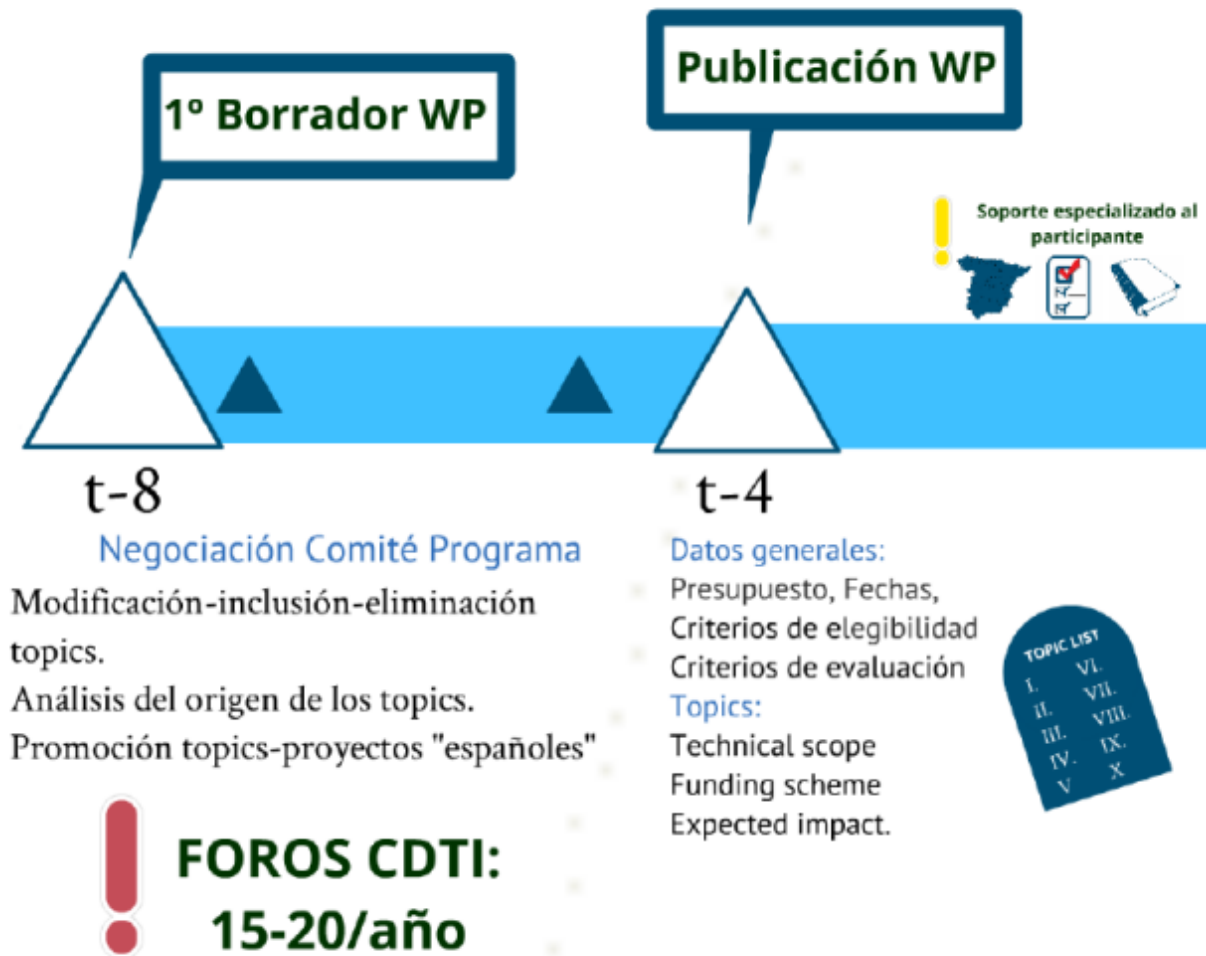 1º Borrador WP
Publicación WP
Soporte especializado al
participante
t-8
Negociación Comité Programa
Modificación-inclusión-eliminación
topics.
Análisis del origen de los topics.
Promoción topics-proyectos "españoles"
FOROS CDTI:
15-20/año
t-4
Datos generales:
Presupuesto, Fechas,
Criterios de elegibilidad
Criterios de evaluación
Topics:
Technical scope
Funding scheme
Expected impact.
TOPIC LIST
I. VI.
II. VII.
III. VIII.
IV. IX.
V X